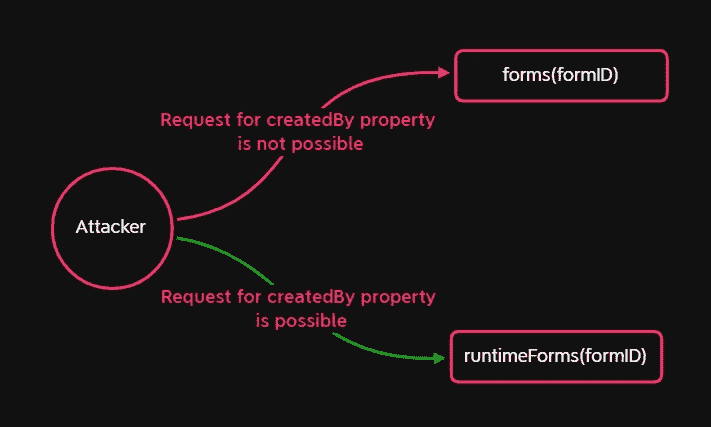 forms(formID)
Request for createdBy property
is not possible
Attacker
Request for createdBy property
is possible
runtimeForms(formID)